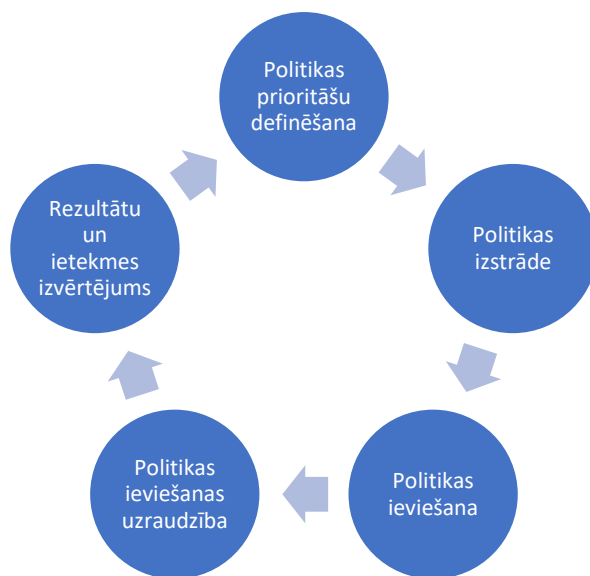 Politikas
prioritāšu
definēšana
Politikas
izstrāde
Politikas
ieviešana
Politikas
ieviešanas
uzraudzība
Rezultātu
un
ietekmes
izvērtējums